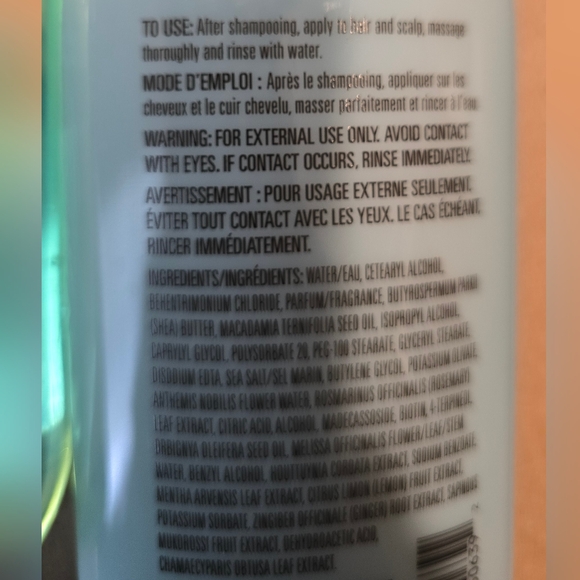 TO USE: After shampooing, apply to hair and scalp, massage
thoroughly and rinse with water.
MODE D'EMPLOI : Après le shampooing, appliquer sur les
cheveux et le cuir chevelu, masser parfaitement et rincer à l'eau
WARNING: FOR EXTERNAL USE ONLY. AVOID CONTACT
WITH EYES. IF CONTACT OCCURS, RINSE IMMEDIATELY.
AVERTISSEMENT : POUR USAGE EXTERNE SEULEMENT.
ÉVITER TOUT CONTACT AVEC LES YEUX. LE CAS ÉCHÉANT,
RINCER IMMÉDIATEMENT.
INGREDIENTS/INGRÉDIENTS: WATER/EAU, CETEARYL ALCOHOL,
BEHENTRIMONIUM CHLORIDE, PARFUM/FRAGRANCE, BUTYROSPERMUM PARKII
(SHEA) BUTTER, MACADAMIA TERNIFOLIA SEED OIL, ISOPROPYL ALCOHOL,
CAPRYLYL GLYCOL, POLYSORBATE 20, PEG-100 STEARATE, GLYCERYL STEARATE,
DISODIUM EDTA, SEA SALT/SEL MARIN, BUTYLENE GLYCOL, POTASSIUM
ANTHEMIS NOBILIS FLOWER WATER, ROSMARINUS OFFICINALIS (ROSEMARY)
LEAF EXTRACT, CITRIC ACID, ALCOHOL, MADECASSOSIDE, BIOTIN, 4-TERPINEOL,
ORBIGNYA OLEIFERA SEED OIL, MELISSA OFFICINALIS FLOWER/LEAF/STEM
WATER, BENZYL ALCOHOL, HOUTTUYNIA CORDATA EXTRACT, SODIUM BENZOATE,
MENTHA ARVENSIS LEAF EXTRACT, CITRUS LIMON (LEMON) FRUIT EXTRACT,
POTASSIUM SORBATE, ZINGIBER OFFICINALE (GINGER) ROOT EXTRACT, SAPINDUS
MUKOROSSI FRUIT EXTRACT, DEHYDROACETIC ACID,
CHAMAECYPARIS OBTUSA LEAF EXTRACT.